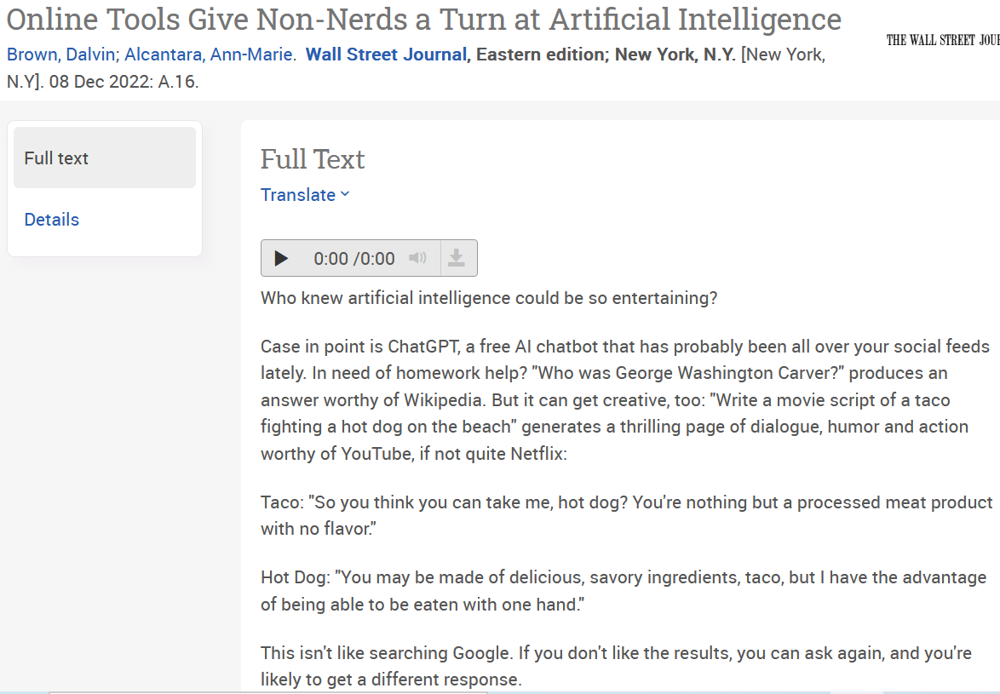 Online Tools Give Non-Nerds a Turn at Artificial Intelligence
THE WALL STREET
Brown, Dalvin; Alcantara, Ann-Marie. Wall Street Journal, Eastern edition; New York, N.Y. [New York,
N.Y]. 08 Dec 2022: A.16.
Full text
Details
Full Text
Translate
0:00 /0:00
Who knew artificial intelligence could be so entertaining?
Case in point is ChatGPT, a free AI chatbot that has probably been all over your social feeds
lately. In need of homework help? "Who was George Washington Carver?" produces an
answer worthy of Wikipedia. But it can get creative, too: "Write a movie script of a taco
fighting a hot dog on the beach" generates a thrilling page of dialogue, humor and action
worthy of YouTube, if not quite Netflix:
Taco: "So you think you can take me, hot dog? You're nothing but a processed meat product
with no flavor."
Hot Dog: "You may be made of delicious, savory ingredients, taco, but I have the advantage
of being able to be eaten with one hand."
This isn't like searching Google. If you don't like the results, you can ask again, and you're
likely to get a different response.